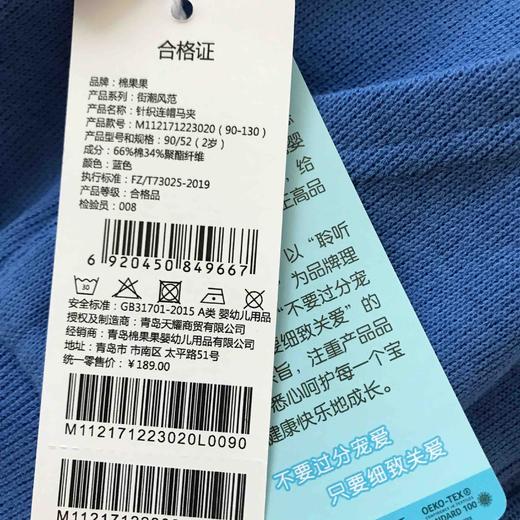 合格证
品牌：棉果果
产品系列：街潮风范
产品名称：针织连帽马夹
产品款号：M112171223020（90-130）
产品型号和规格：90/52（2岁）
成分：66%棉34%聚酯纤维
颜色：蓝色
执行标准：FZ/T73025-2019
产品等级：合格品
检验员：008
6 920450 849667
30
安全标准：GB31701-2015 A类 婴幼儿用品
授权及制造商：青岛天耀商贸有限公司
经销商：青岛棉果果婴幼儿用品有限公司
地址：青岛市 市南区 太平路51号
统一零售价：¥189.00
M112171223020L0090
婴
，给
上高品
以“聆听
，为品牌理
“不要过分宠
要细致关爱”的
旨，注重产品品
悉心呵护每一个宝
健康快乐地成长。
不要过分宠爱
只要细致关爱
OEKO-TEX®
STANDARD 100